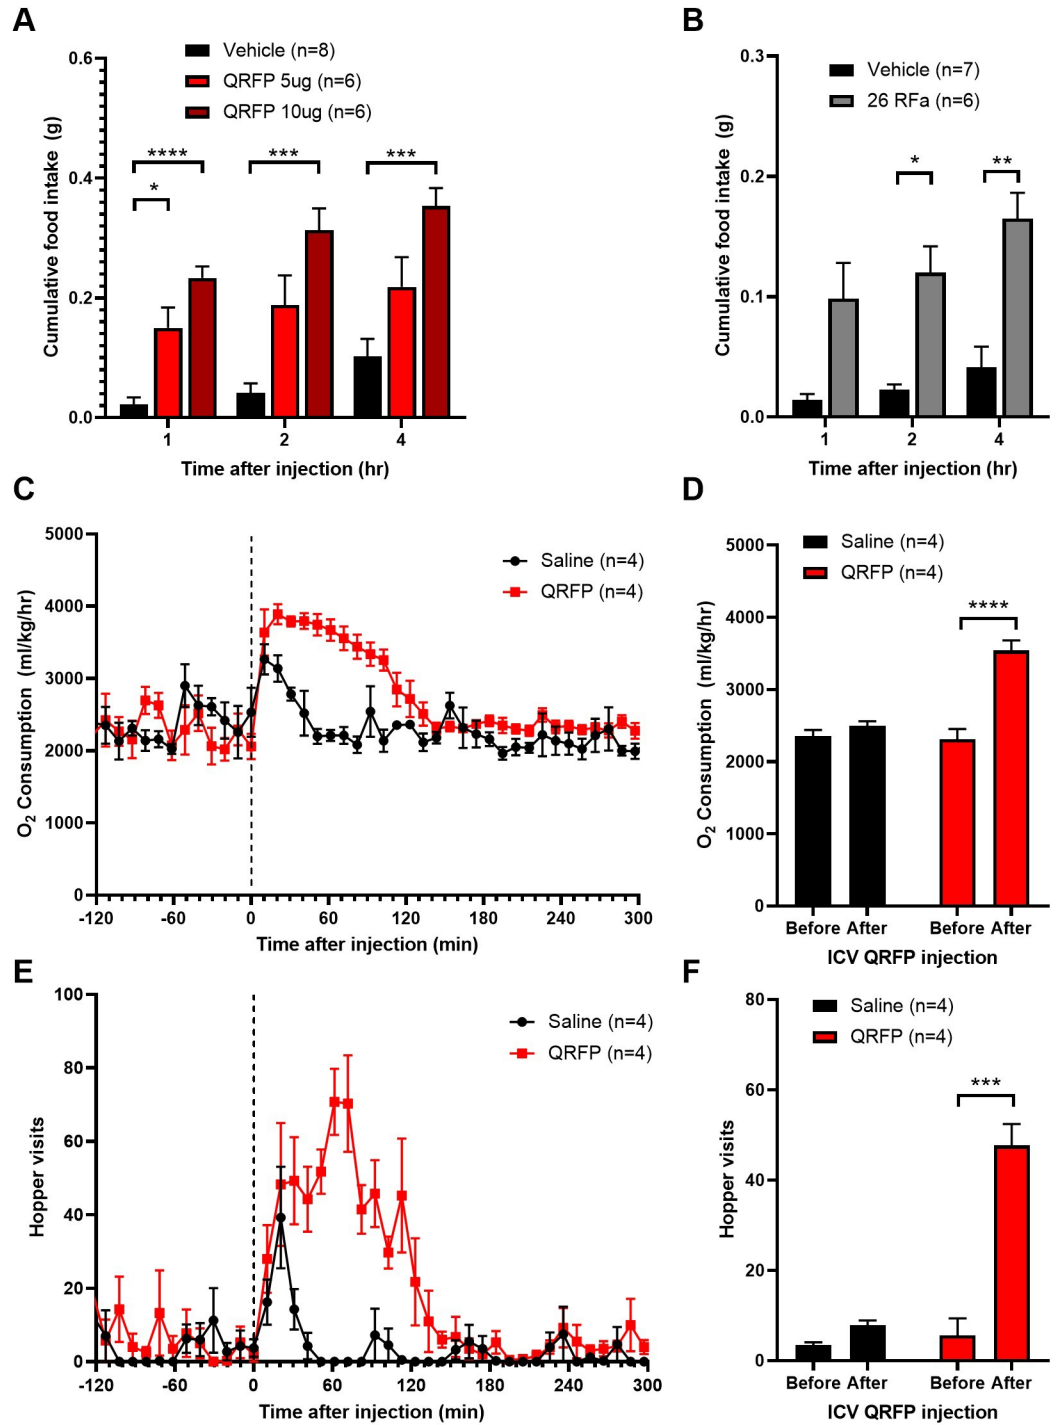 A
Vehicle (n=8)
QRFP 5ug (n=6)
QRFP 10ug (n=6)
Cumulative food intake (g)
0.6
0.4
0.2
0.0
****
*
***
***
1 2 4
Time after injection (hr)
B
Vehicle (n=7)
26 RFa (n=6)
Cumulative food intake (g)
0.3
0.2
0.1
0.0
*
**
1 2 4
Time after injection (hr)
C
Saline (n=4)
QRFP (n=4)
O2 Consumption (ml/kg/hr)
5000
4000
3000
2000
1000
0
-120 -60 0 60 120 180 240 300
Time after injection (min)
D
Saline (n=4)
QRFP (n=4)
O2 Consumption (ml/kg/hr)
5000
4000
3000
2000
1000
0
****
Before After Before After
ICV QRFP injection
E
Saline (n=4)
QRFP (n=4)
Hopper visits
100
80
60
40
20
0
-120 -60 0 60 120 180 240 300
Time after injection (min)
F
Saline (n=4)
QRFP (n=4)
Hopper visits
80
60
40
20
0
***
Before After Before After
ICV QRFP injection